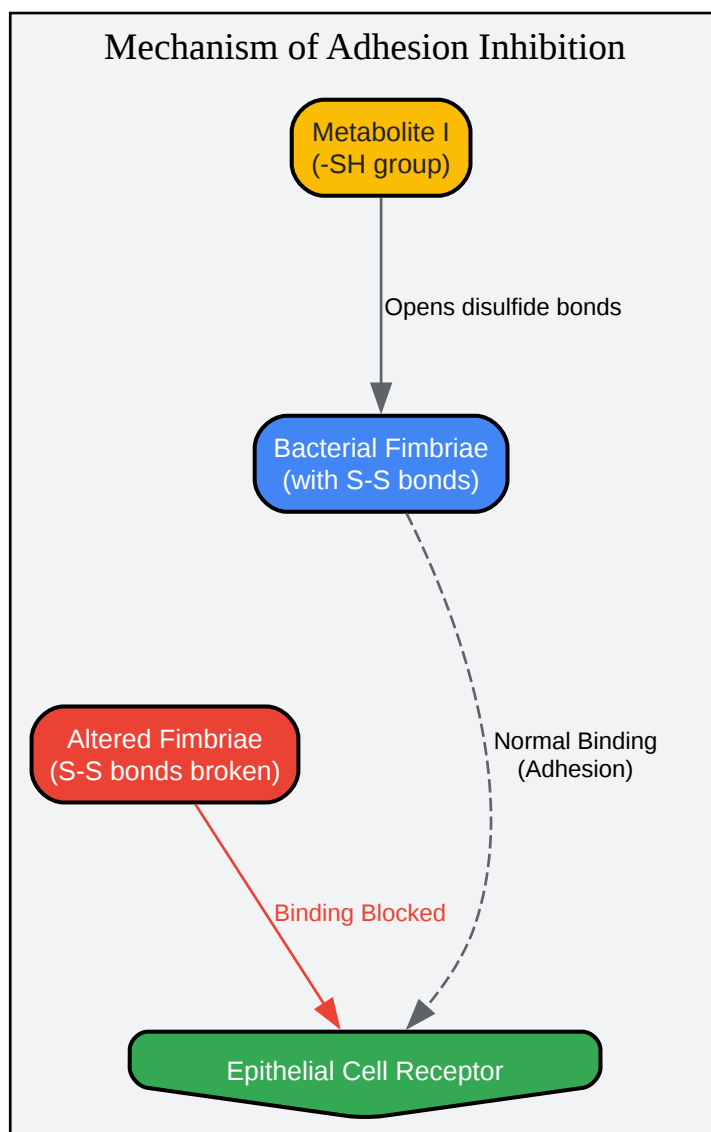 Mechanism of Adhesion Inhibition
Metabolite I
(-SH group)
Opens disulfide bonds
Bacterial Fimbriae
(with S-S bonds)
Altered Fimbriae
(S-S bonds broken)
Normal Binding
(Adhesion)
Binding Blocked
Epithelial Cell Receptor